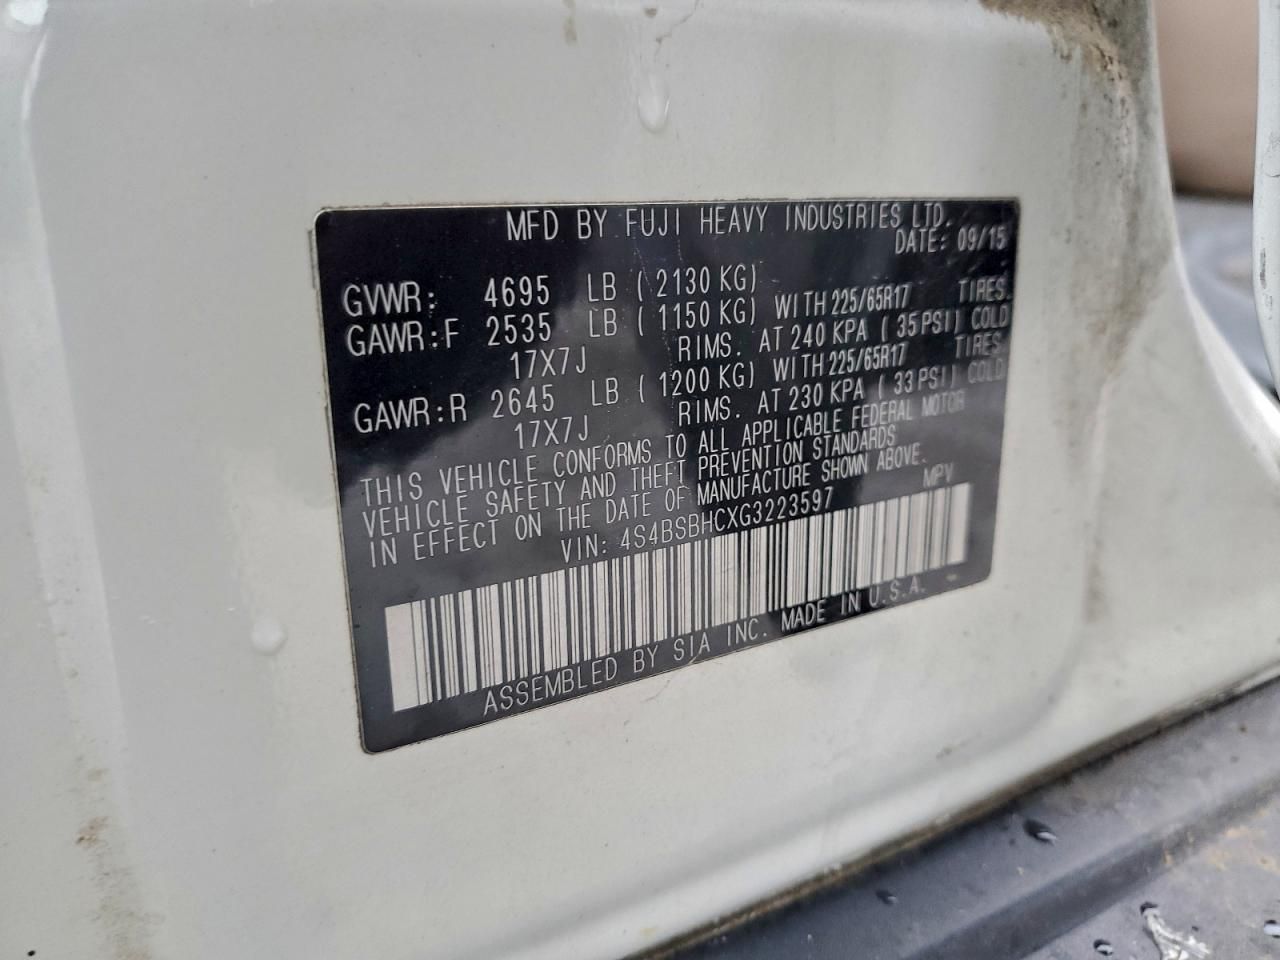 MFD BY FUJI HEAVY INDUSTRIES LTD.
DATE: 09/15
GVWR: 4695 LB ( 2130 KG)
GAWR:F 2535 LB ( 1150 KG) WITH 225/65R17 TIRES.
17X7J RIMS. AT 240 KPA ( 35 PSI) COLD
GAWR:R 2645 LB ( 1200 KG) WITH 225/65R17 TIRES.
17X7J RIMS. AT 230 KPA ( 33 PSI) COLD
THIS VEHICLE CONFORMS TO ALL APPLICABLE FEDERAL MOTOR
VEHICLE SAFETY AND THEFT PREVENTION STANDARDS
IN EFFECT ON THE DATE OF MANUFACTURE SHOWN ABOVE.
VIN: 4S4BSBHCXG3223597 MPV
ASSEMBLED BY SIA INC. MADE IN U.S.A.